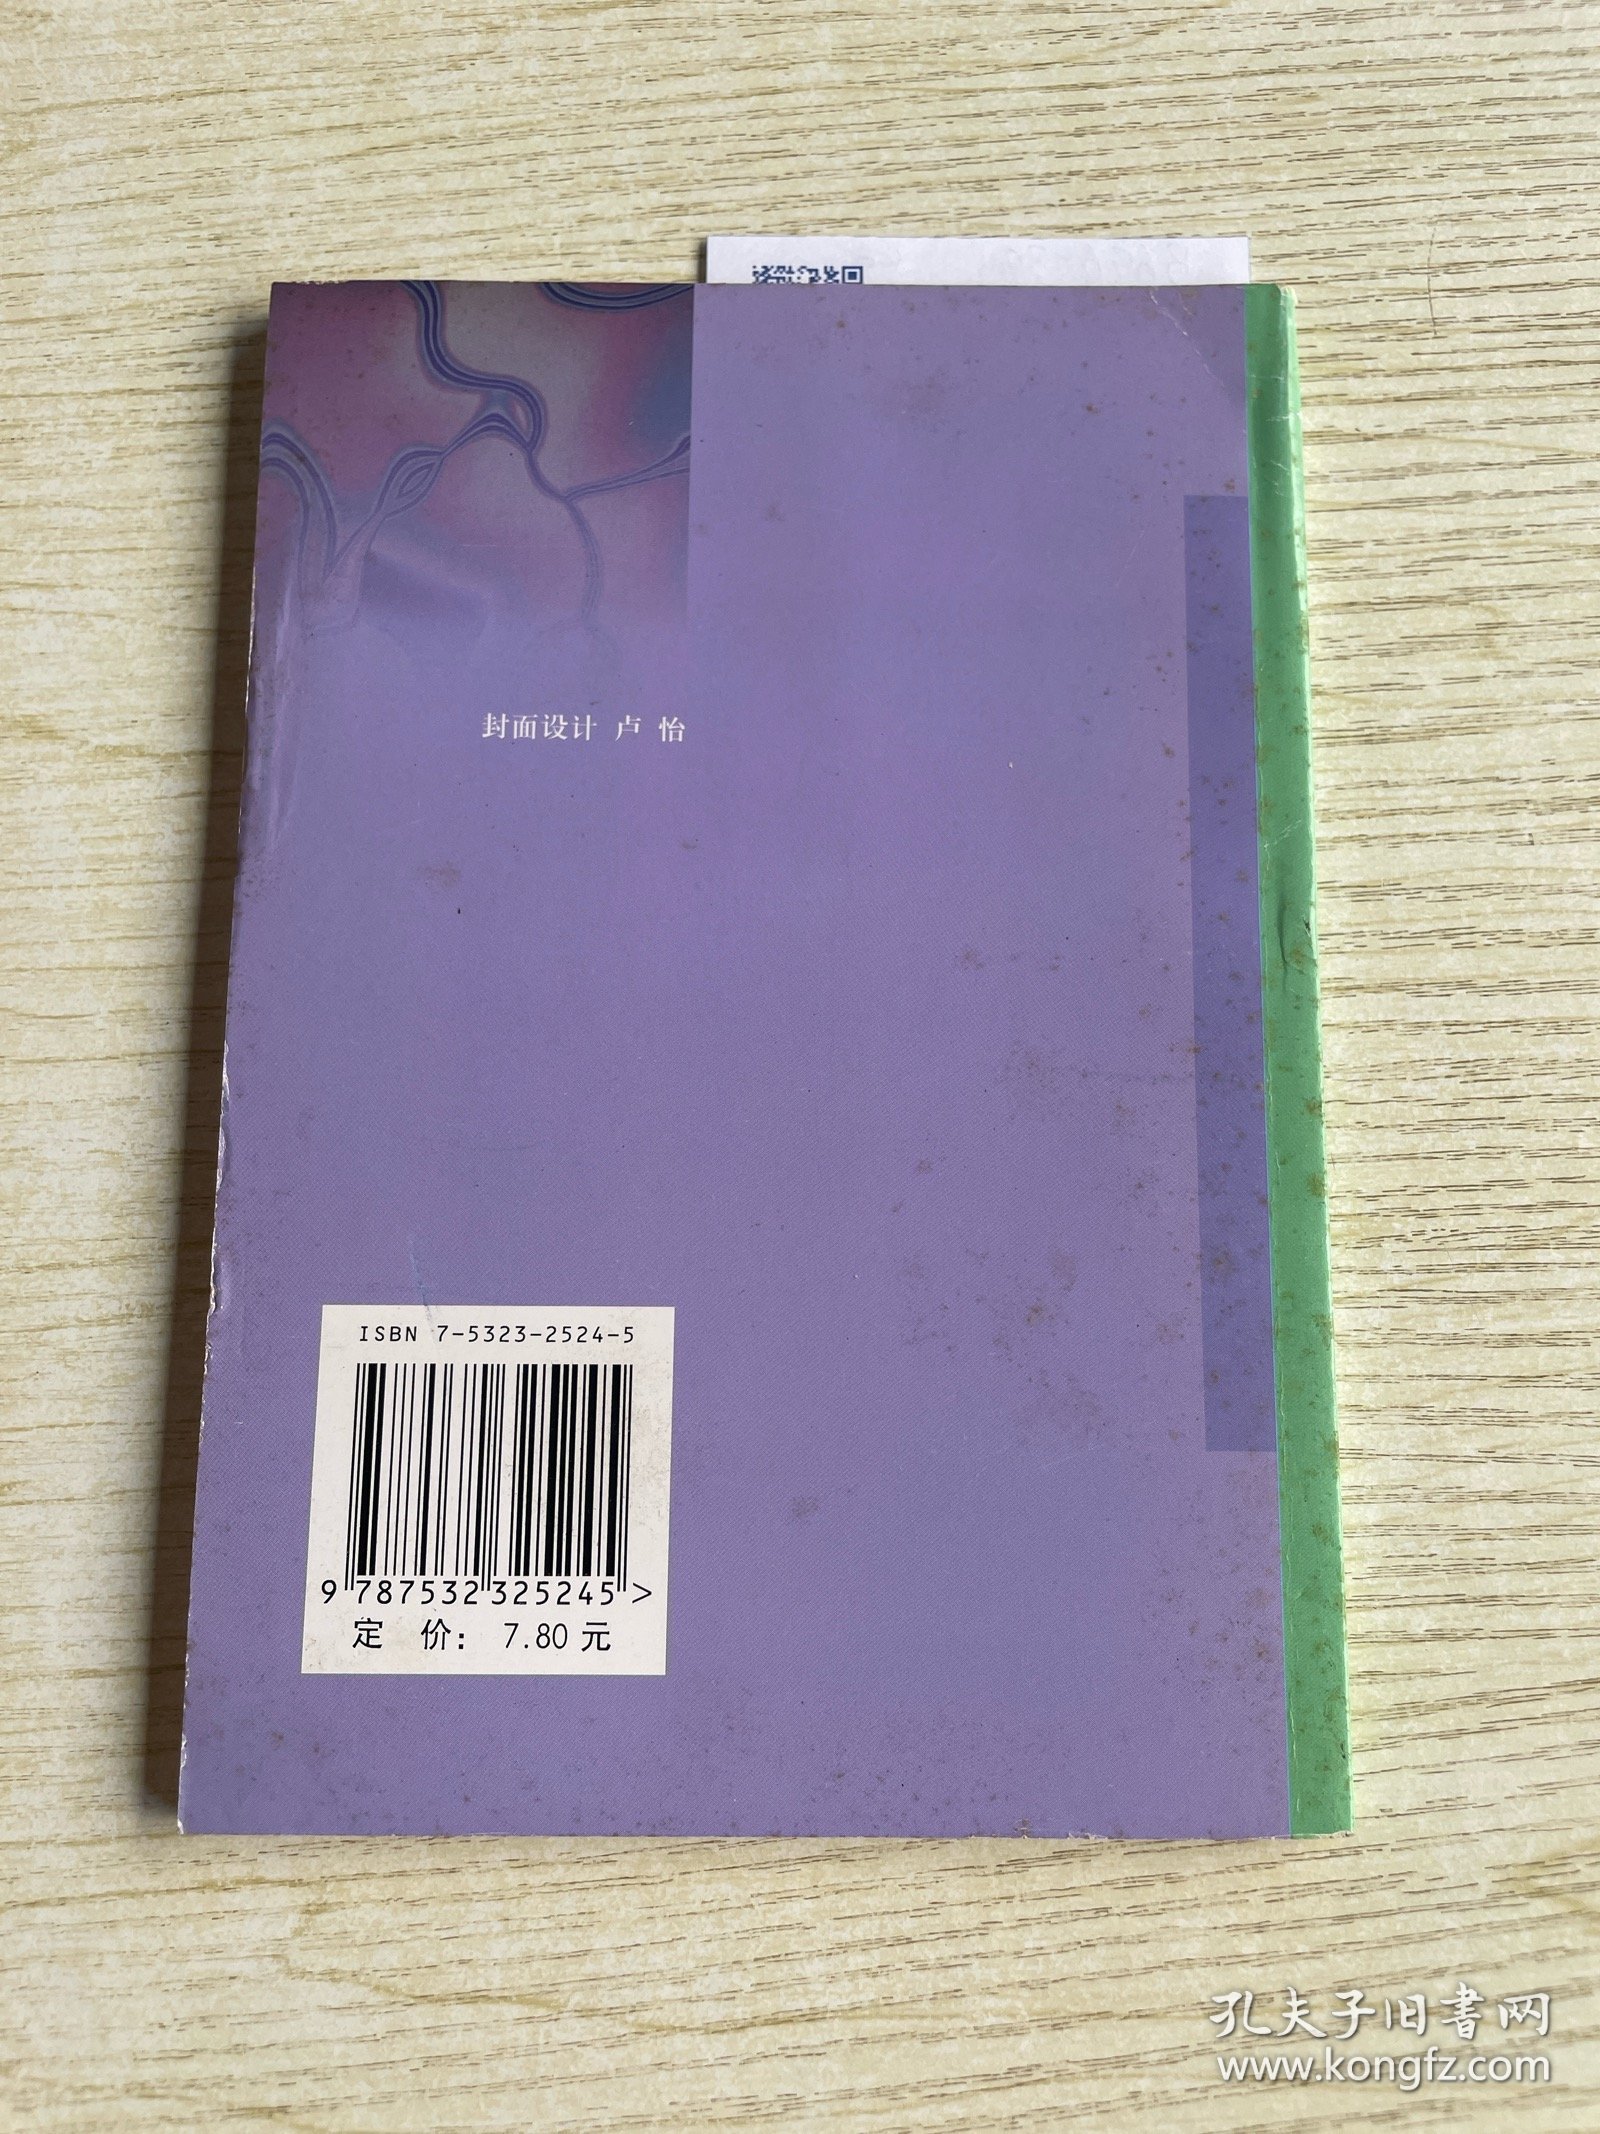 封面设计 卢 怡
ISBN 7-5323-2524-5
9 787532 325245 >
定 价： 7.80 元
孔夫子旧书网
www.kongfz.com